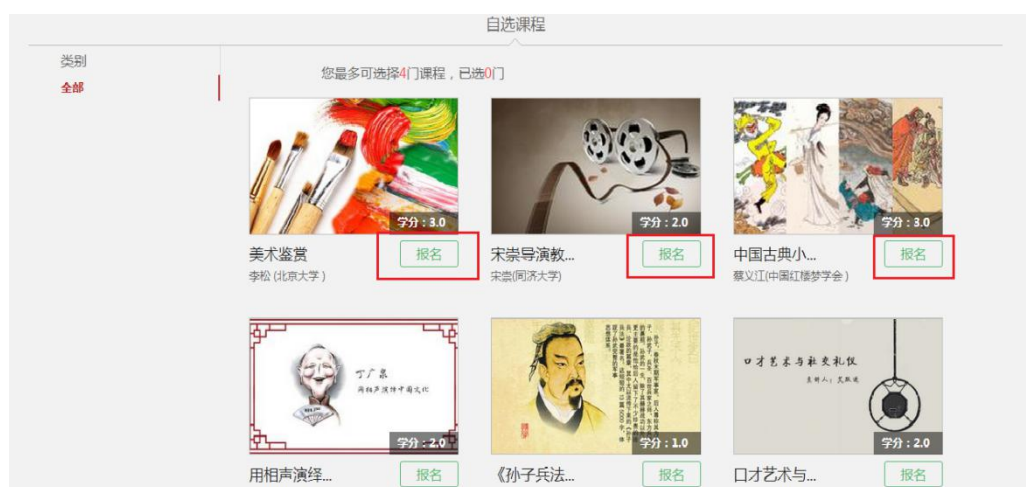 自选课程
类别
全部
您最多可选择4门课程，已选0门
学分：3.0
学分：2.0
学分：3.0
美术鉴赏
报名
宋崇导演教...
报名
中国古典小...
报名
李松 (北京大学 )
宋崇(同济大学)
蔡义江(中国红楼梦学会 )
丁广泉
用相声演绎中国文化
口才艺术与社交礼仪
学分：2.0
学分：1.0
学分：2.0
用相声演绎...
报名
《孙子兵法...
报名
口才艺术与...
报名